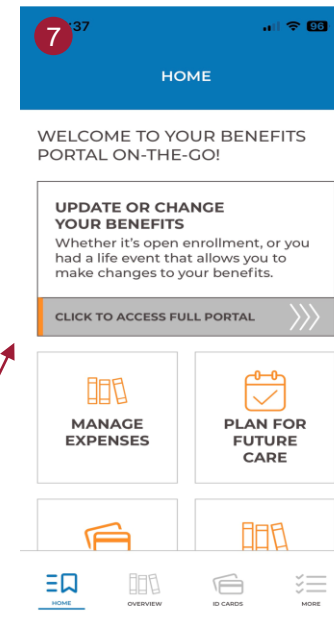 7
:37
96
HOME
WELCOME TO YOUR BENEFITS
PORTAL ON-THE-GO!
UPDATE OR CHANGE
YOUR BENEFITS
Whether it's open enrollment, or you
had a life event that allows you to
make changes to your benefits.
CLICK TO ACCESS FULL PORTAL
MANAGE
EXPENSES
PLAN FOR
FUTURE
CARE
HOME
OVERVIEW
ID CARDS
MORE